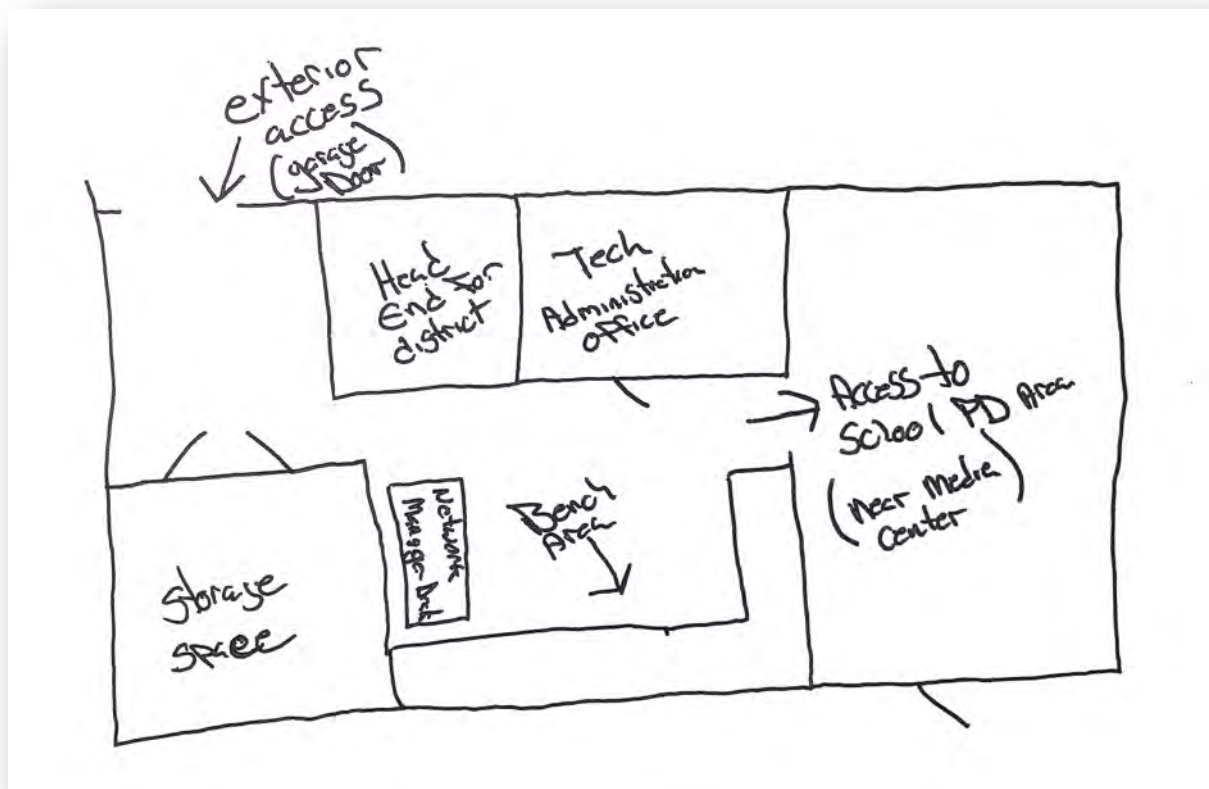 exterior
access
(garage
Door)
Head
End for
district
Tech
Administration
office
Access to
School PD Area
(near Media
Center)
Network
Manager Desk
Bench
Area
storage
space